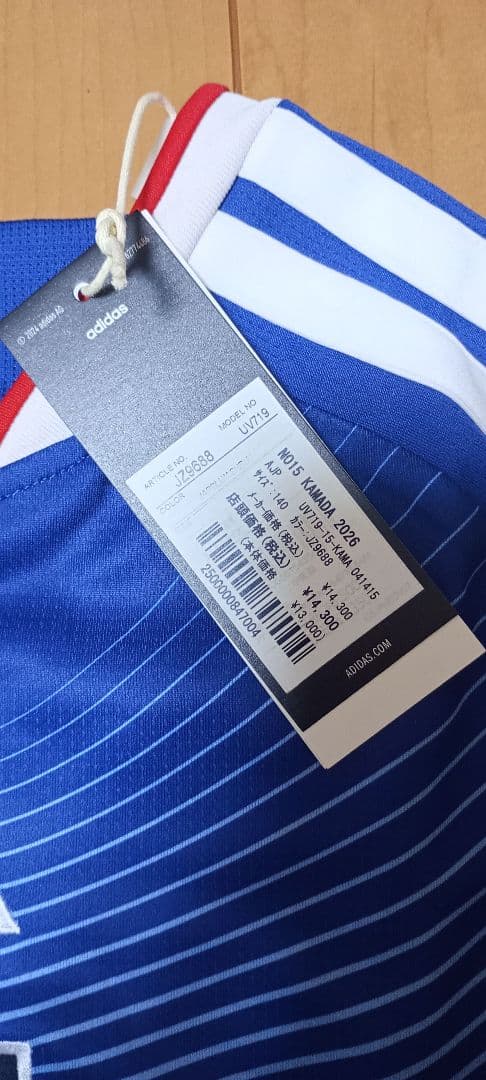 © 2024 adidas AG
adidas
ARTICLE NO.
MODEL NO
JZ9688
UV719
COLOR
NO15 KAMADA 2026
KJP
UV719-15-KAMA 041415
サイズ: 140 カラー:JZ9688
メーカー価格(税込) ¥14,300
店頭価格(税込) ¥14,300
(本体価格 ¥13,000)
2500000847004
ADIDAS.COM